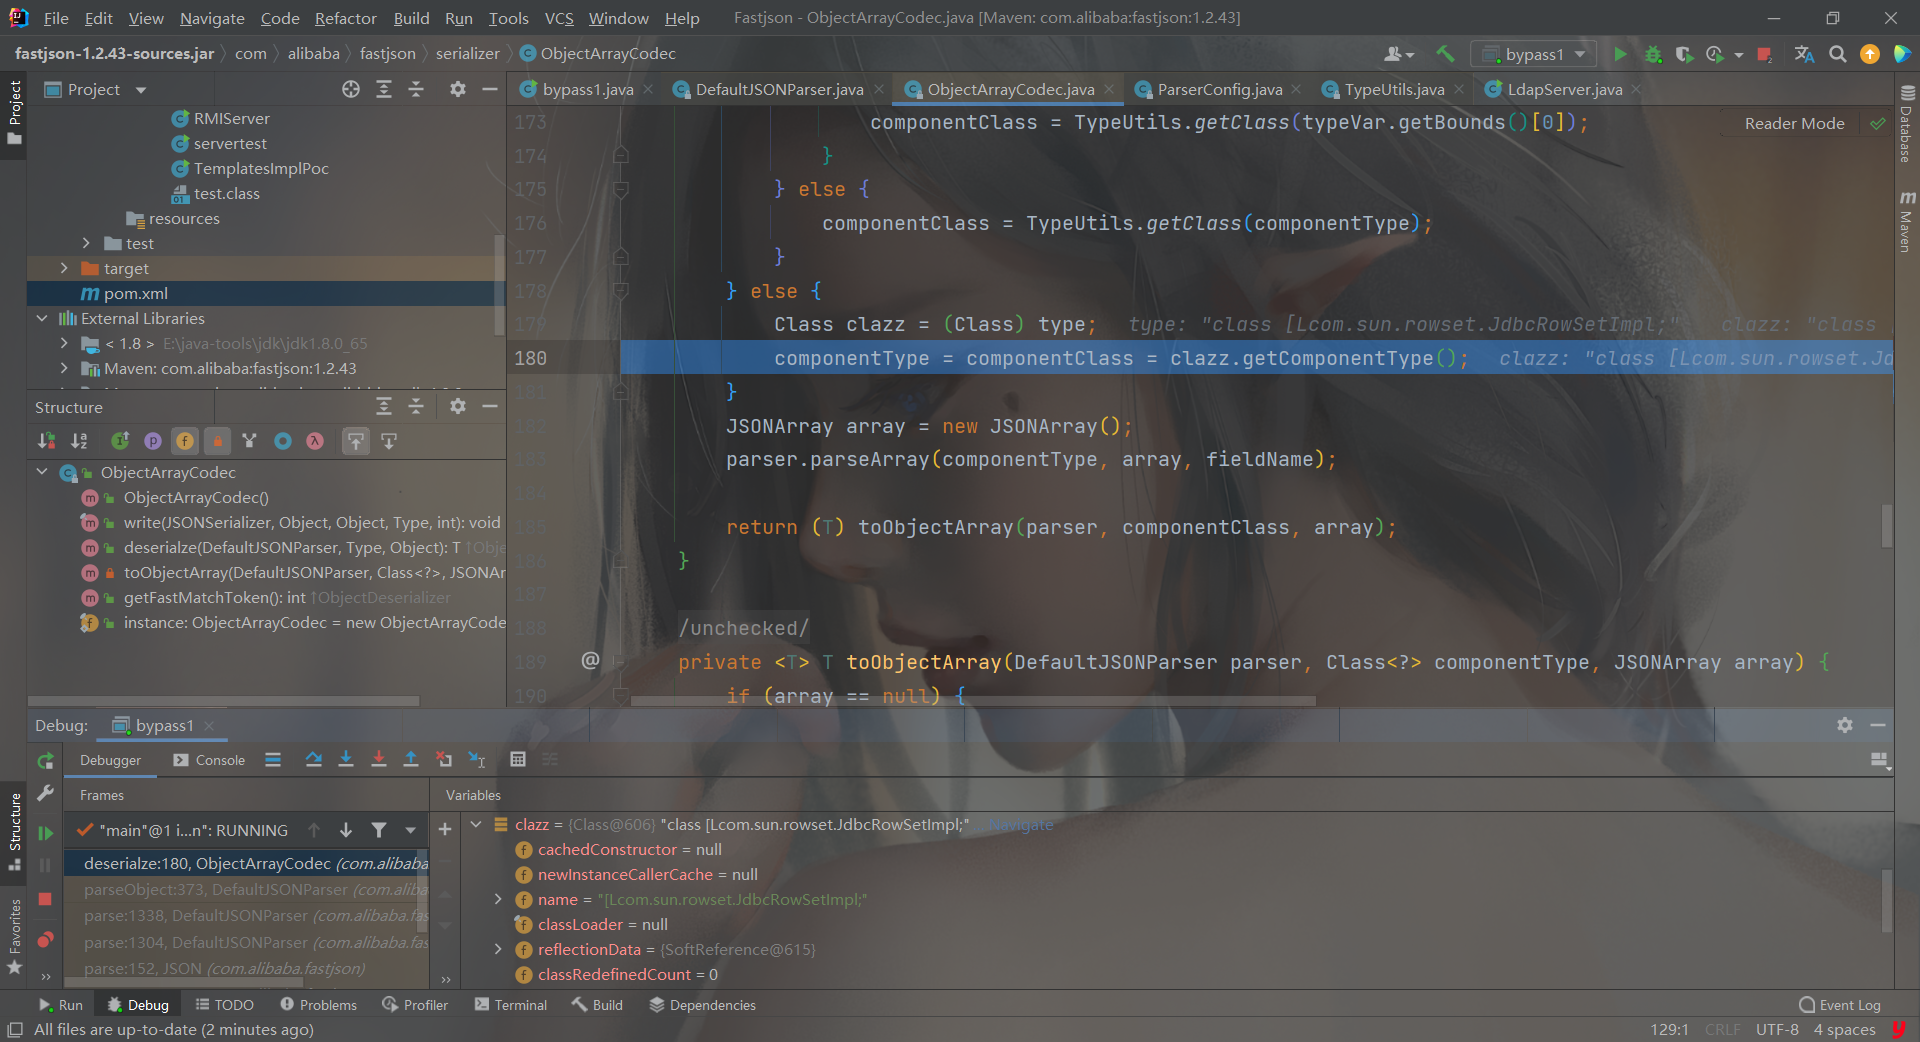 File Edit View Navigate Code Refactor Build Run Tools VCS Window Help Fastjson - ObjectArrayCodec.java [Maven: com.alibaba:fastjson:1.2.43]
fastjson-1.2.43-sources.jar com alibaba fastjson serializer ObjectArrayCodec bypass1
Project
Project
RMIServer
servertest
TemplatesImplPoc
test.class
resources
test
target
pom.xml
External Libraries
< 1.8 > E:\java-tools\jdk\jdk1.8.0_65
Maven: com.alibaba:fastjson:1.2.43
Structure
ObjectArrayCodec
ObjectArrayCodec()
write(JSONSerializer, Object, Object, Type, int): void
deserialze(DefaultJSONParser, Type, Object): T ↑Obje
toObjectArray(DefaultJSONParser, Class<?>, JSONAr
getFastMatchToken(): int ↑ObjectDeserializer
instance: ObjectArrayCodec = new ObjectArrayCode
bypass1.java DefaultJSONParser.java ObjectArrayCodec.java ParserConfig.java TypeUtils.java LdapServer.java
Reader Mode
Database
Maven
173 componentClass = TypeUtils.getClass(typeVar.getBounds()[0]);
174 }
175 } else {
176 componentClass = TypeUtils.getClass(componentType);
177 }
178 } else {
179 Class clazz = (Class) type; type: "class [Lcom.sun.rowset.JdbcRowSetImpl;" clazz: "class
180 componentType = componentClass = clazz.getComponentType(); clazz: "class [Lcom.sun.rowset.Jd
181 }
182 JSONArray array = new JSONArray();
183 parser.parseArray(componentType, array, fieldName);
184
185 return (T) toObjectArray(parser, componentClass, array);
186 }
187
188 /unchecked/
189 @ private <T> T toObjectArray(DefaultJSONParser parser, Class<?> componentType, JSONArray array) {
190 if (array == null) {
Debug: bypass1
Debugger Console
Frames
"main"@1 i...n": RUNNING
deserialze:180, ObjectArrayCodec (com.alibaba
parseObject:373, DefaultJSONParser (com.aliba
parse:1338, DefaultJSONParser (com.alibaba.fas
parse:1304, DefaultJSONParser (com.alibaba.fas
parse:152, JSON (com.alibaba.fastjson)
Variables
clazz = {Class@606} "class [Lcom.sun.rowset.JdbcRowSetImpl;" Navigate
cachedConstructor = null
newInstanceCallerCache = null
name = "[Lcom.sun.rowset.JdbcRowSetImpl;"
classLoader = null
reflectionData = {SoftReference@615}
classRedefinedCount = 0
Structure
Favorites
Run Debug TODO Problems Profiler Terminal Build Dependencies Event Log
All files are up-to-date (2 minutes ago) 129:1 CRLF UTF-8 4 spaces